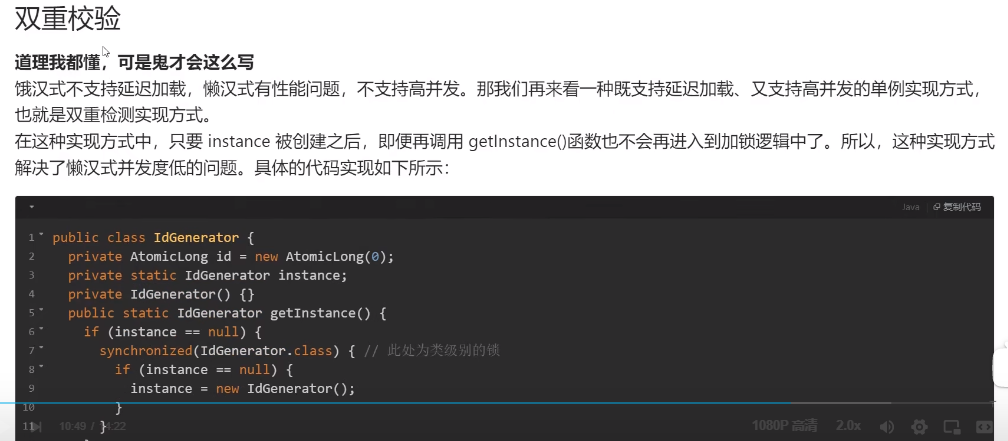 双重校验
道理我都懂，可是鬼才会这么写
饿汉式不支持延迟加载，懒汉式有性能问题，不支持高并发。那我们再来看一种既支持延迟加载、又支持高并发的单例实现方式，
也就是双重检测实现方式。
在这种实现方式中，只要 instance 被创建之后，即便再调用 getInstance()函数也不会再进入到加锁逻辑中了。所以，这种实现方式
解决了懒汉式并发度低的问题。具体的代码实现如下所示：
Java 复制代码
1 public class IdGenerator {
2 private AtomicLong id = new AtomicLong(0);
3 private static IdGenerator instance;
4 private IdGenerator() {}
5 public static IdGenerator getInstance() {
6 if (instance == null) {
7 synchronized(IdGenerator.class) { // 此处为类级别的锁
8 if (instance == null) {
9 instance = new IdGenerator();
10 }
11 }
10:49 / 1080P 高清 2.0x